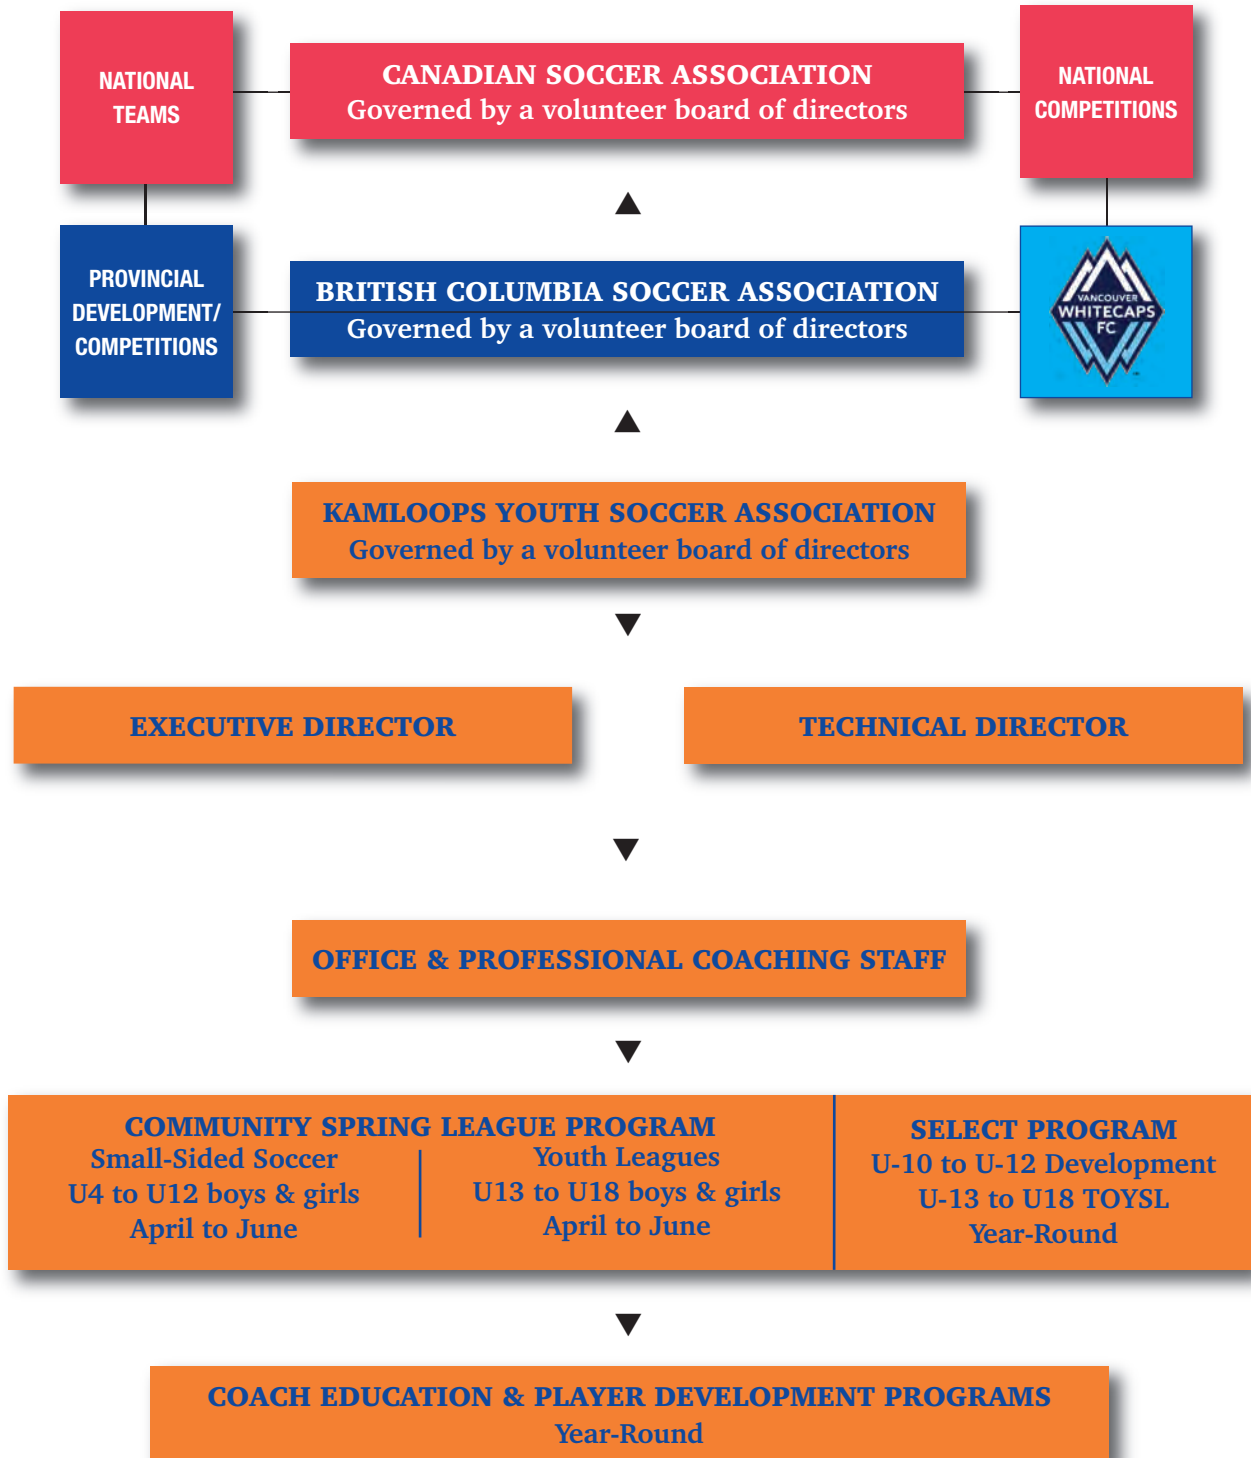 NATIONAL
TEAMS
CANADIAN SOCCER ASSOCIATION
Governed by a volunteer board of directors
NATIONAL
COMPETITIONS
PROVINCIAL
DEVELOPMENT/
COMPETITIONS
BRITISH COLUMBIA SOCCER ASSOCIATION
Governed by a volunteer board of directors
VANCOUVER
WHITECAPS
FC
KAMLOOPS YOUTH SOCCER ASSOCIATION
Governed by a volunteer board of directors
EXECUTIVE DIRECTOR
TECHNICAL DIRECTOR
OFFICE & PROFESSIONAL COACHING STAFF
COMMUNITY SPRING LEAGUE PROGRAM
Small-Sided Soccer
U4 to U12 boys & girls
April to June
Youth Leagues
U13 to U18 boys & girls
April to June
SELECT PROGRAM
U-10 to U-12 Development
U-13 to U18 TOYSL
Year-Round
COACH EDUCATION & PLAYER DEVELOPMENT PROGRAMS
Year-Round